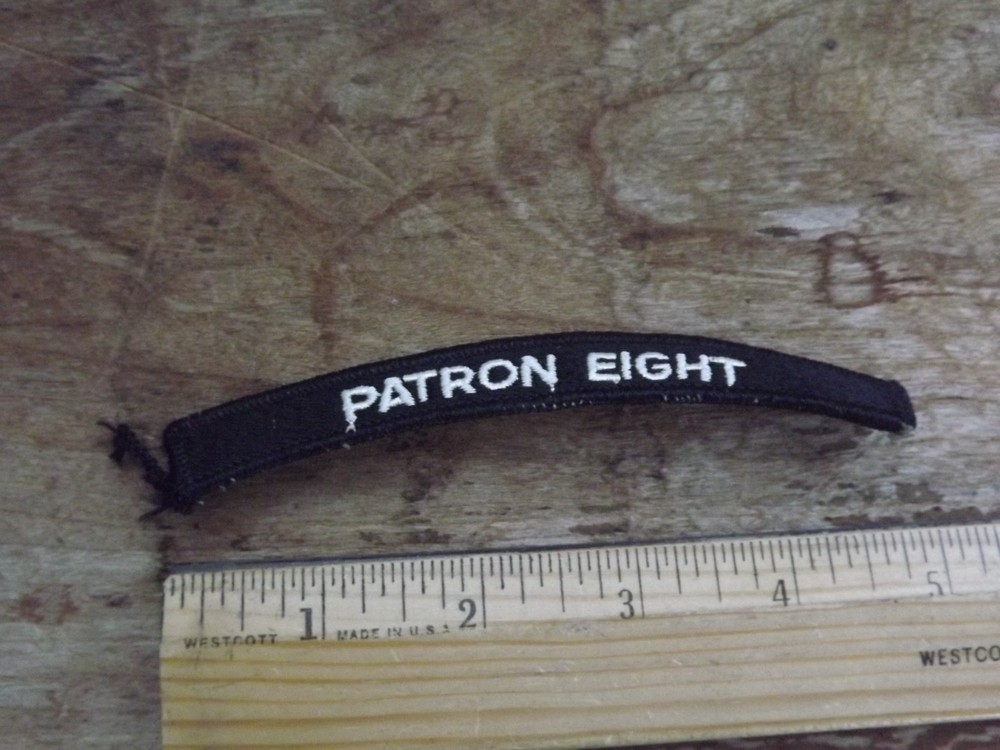 PATRON EIGHT
1 2 3 4 5
WESTCOTT MADE IN U.S.A
WESTCO